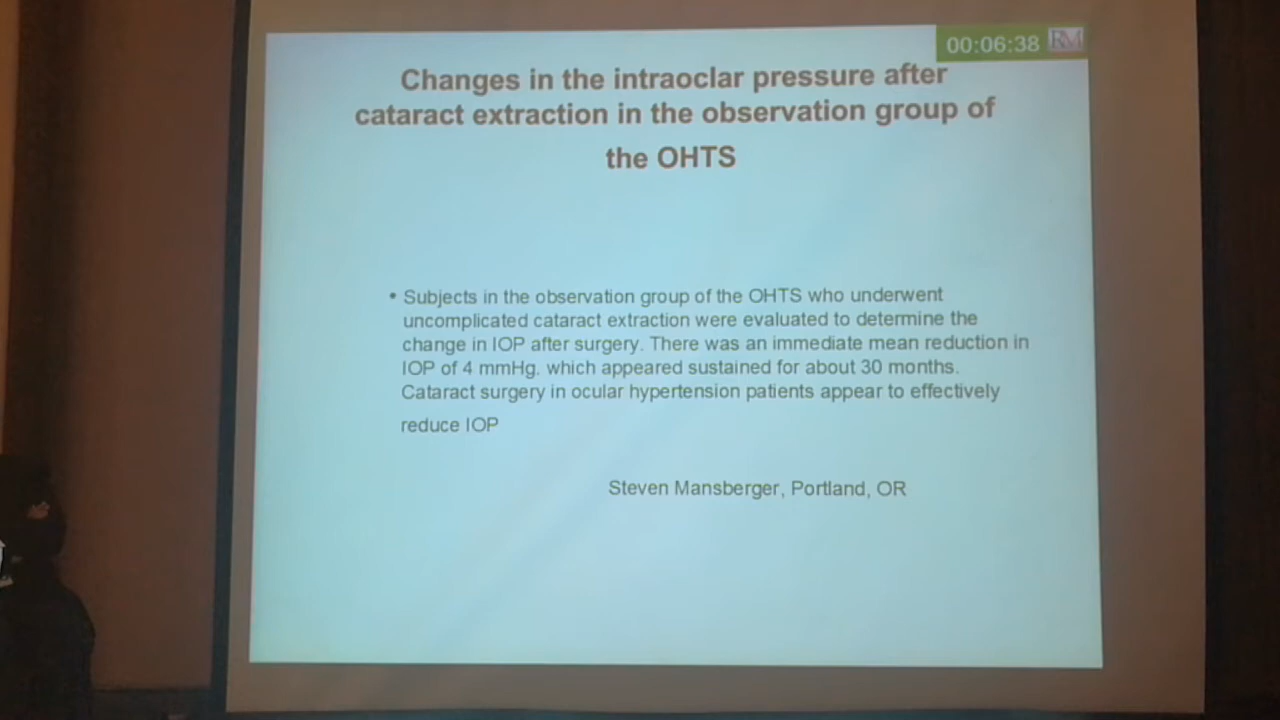 00:06:38 RM
Changes in the intraoclar pressure after
cataract extraction in the observation group of
the OHTS
• Subjects in the observation group of the OHTS who underwent
uncomplicated cataract extraction were evaluated to determine the
change in IOP after surgery. There was an immediate mean reduction in
IOP of 4 mmHg. which appeared sustained for about 30 months.
Cataract surgery in ocular hypertension patients appear to effectively
reduce IOP
Steven Mansberger, Portland, OR